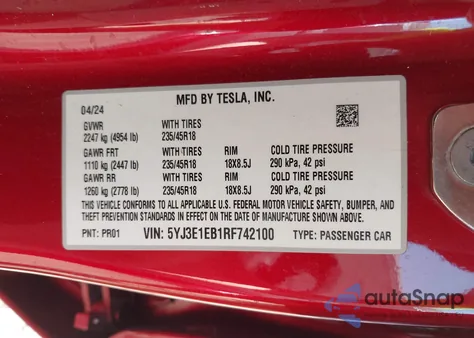 MFD BY TESLA, INC.
04/24
GVWR WITH TIRES
2247 kg (4954 lb) 235/45R18
GAWR FRT WITH TIRES RIM COLD TIRE PRESSURE
1110 kg (2447 lb) 235/45R18 18X8.5J 290 kPa, 42 psi
GAWR RR WITH TIRES RIM COLD TIRE PRESSURE
1260 kg (2778 lb) 235/45R18 18X8.5J 290 kPa, 42 psi
THIS VEHICLE CONFORMS TO ALL APPLICABLE U.S. FEDERAL MOTOR VEHICLE SAFETY, BUMPER, AND
THEFT PREVENTION STANDARDS IN EFFECT ON THE DATE OF MANUFACTURE SHOWN ABOVE.
PNT: PR01 VIN: 5YJ3E1EB1RF742100 TYPE: PASSENGER CAR
autoSnap